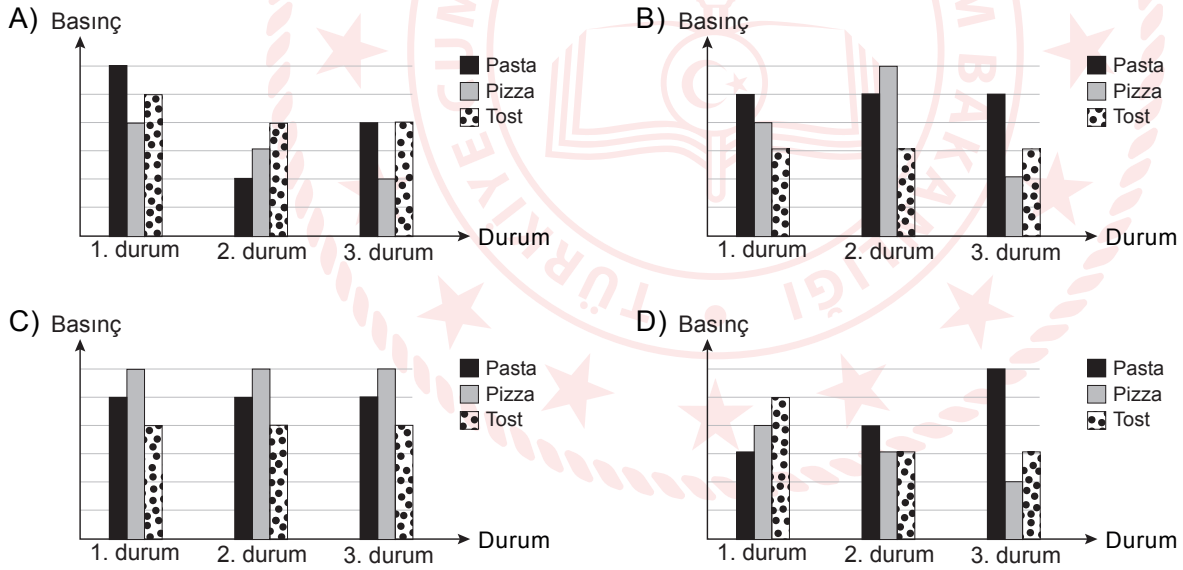 A) Basınç
Pasta
Pizza
Tost
1. durum 2. durum 3. durum Durum
B) Basınç
Pasta
Pizza
Tost
1. durum 2. durum 3. durum Durum
C) Basınç
Pasta
Pizza
Tost
1. durum 2. durum 3. durum Durum
D) Basınç
Pasta
Pizza
Tost
1. durum 2. durum 3. durum Durum